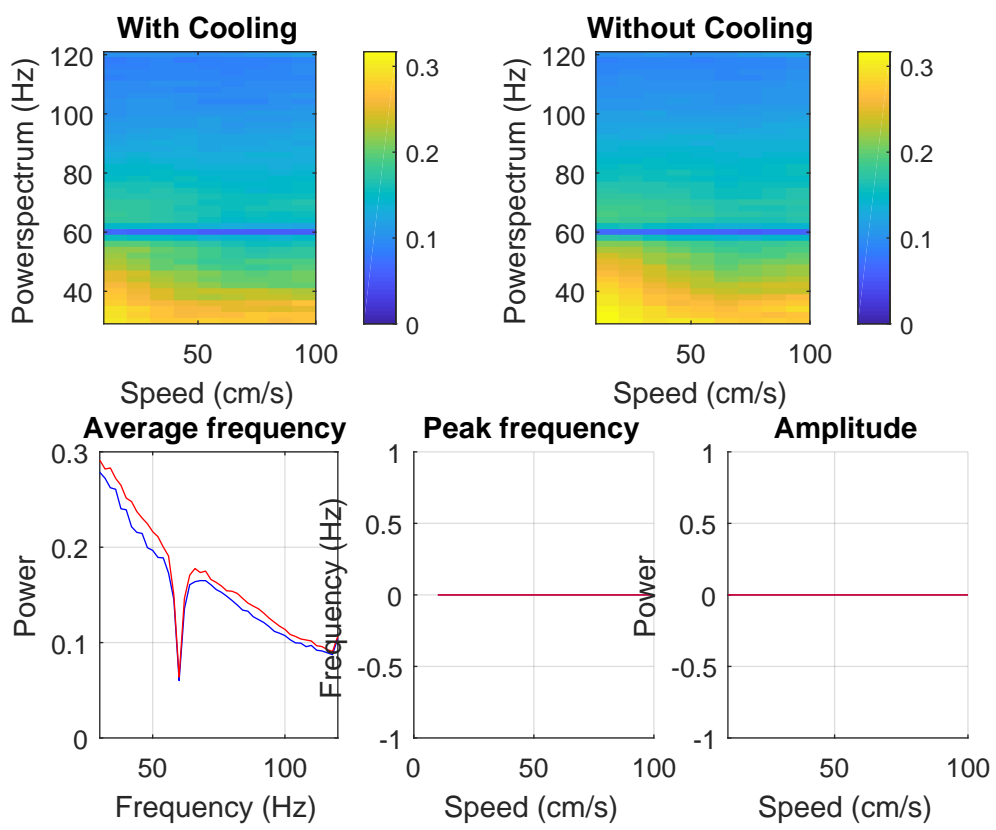 With Cooling
Powerspectrum (Hz)
120
100
80
60
40
50
100
Speed (cm/s)
0.3
0.2
0.1
0
Without Cooling
Powerspectrum (Hz)
120
100
80
60
40
50
100
Speed (cm/s)
0.3
0.2
0.1
0
Average frequency
Power
0.3
0.2
0.1
0
50
100
Frequency (Hz)
Peak frequency
Frequency (Hz)
1
0.5
0
-0.5
-1
0
50
100
Speed (cm/s)
Amplitude
Power
1
0.5
0
-0.5
-1
50
100
Speed (cm/s)